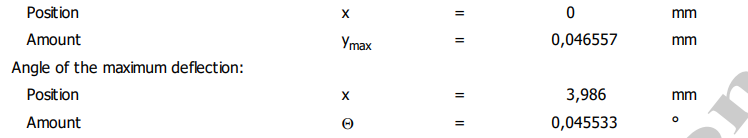 Position x = 0 mm
Amount ymax = 0,046557 mm
Angle of the maximum deflection:
Position x = 3,986 mm
Amount Θ = 0,045533 °